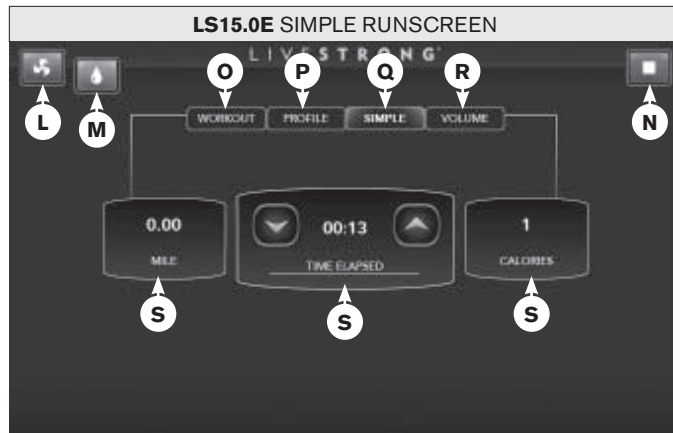 LS15.0E SIMPLE RUNSCREEN
LIVESTRONG
O P Q R
L M N
WORKOUT PROFILE SIMPLE VOLUME
0.00 00:13 1
MILE TIME ELAPSED CALORIES
S S S